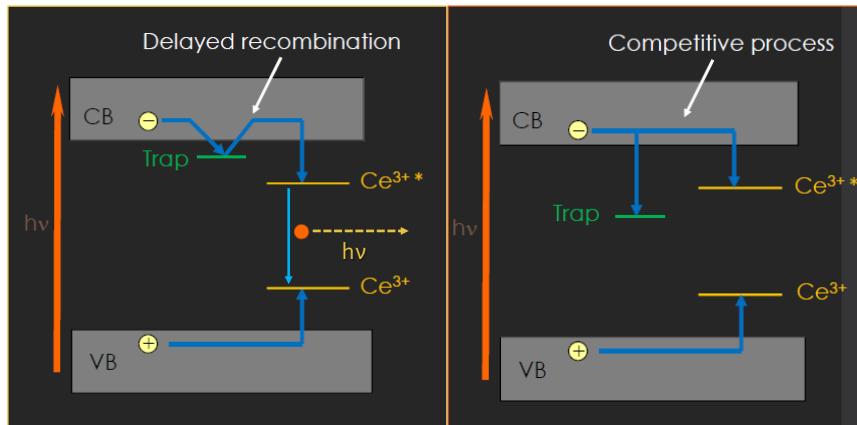 Delayed recombination
CB
−
Trap
Ce³⁺*
hν
hν
Ce³⁺
+
VB
Competitive process
CB
−
Ce³⁺*
Trap
hν
Ce³⁺
+
VB